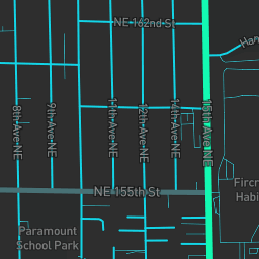 NE 162nd St
Han
8th Ave NE
9th Ave NE
11th Ave NE
12th Ave NE
14th Ave NE
15th Ave NE
NE 155th St
Fircr
Habi
Paramount
School Park